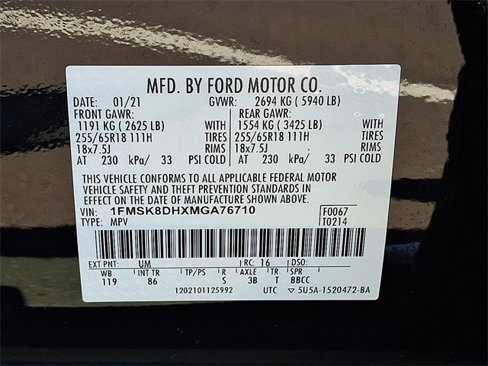 MFD. BY FORD MOTOR CO.
DATE: 01/21 GVWR: 2694 KG ( 5940 LB)
FRONT GAWR: REAR GAWR:
1191 KG ( 2625 LB) WITH 1554 KG ( 3425 LB) WITH
255/65R18 111H TIRES 255/65R18 111H TIRES
18x7.5J RIMS 18x7.5J RIMS
AT 230 kPa/ 33 PSI COLD AT 230 kPa/ 33 PSI COLD
THIS VEHICLE CONFORMS TO ALL APPLICABLE FEDERAL MOTOR
VEHICLE SAFETY AND THEFT PREVENTION STANDARDS IN
EFFECT ON THE DATE OF MANUFACTURE SHOWN ABOVE.
VIN: 1FMSK8DHXMGA76710 F0067
TYPE: MPV T0214
EXT PNT: UM RC: 16 DSO:
WB INT TR TP/PS R AXLE TR SPR
119 86 S 3B T BBCC
1202101125992 UTC 5U5A-1520472-BA